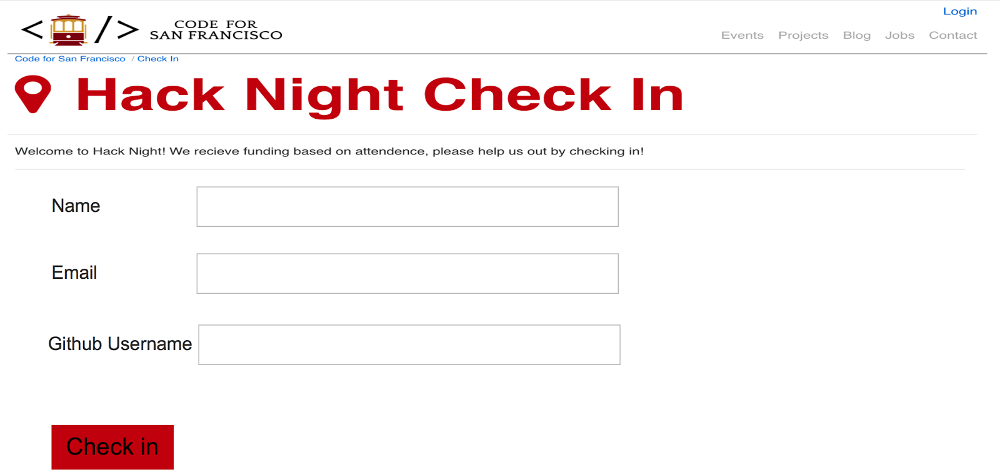 Login
< /> CODE FOR
SAN FRANCISCO
Events Projects Blog Jobs Contact
Code for San Francisco / Check In
Hack Night Check In
Welcome to Hack Night! We recieve funding based on attendence, please help us out by checking in!
Name
Email
Github Username
Check in